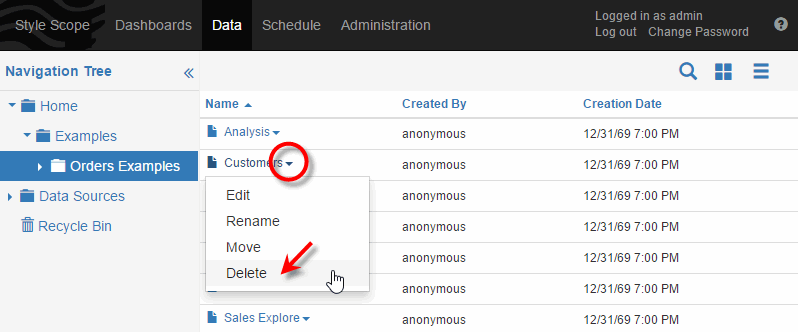 Style Scope Dashboards Data Schedule Administration
Logged in as admin
Log out Change Password
Navigation Tree
Home
Examples
Orders Examples
Data Sources
Recycle Bin
Name Created By Creation Date
Analysis anonymous 12/31/69 7:00 PM
Customers anonymous 12/31/69 7:00 PM
Edit
Rename
Move
Delete
anonymous 12/31/69 7:00 PM
anonymous 12/31/69 7:00 PM
anonymous 12/31/69 7:00 PM
anonymous 12/31/69 7:00 PM
Sales Explore anonymous 12/31/69 7:00 PM